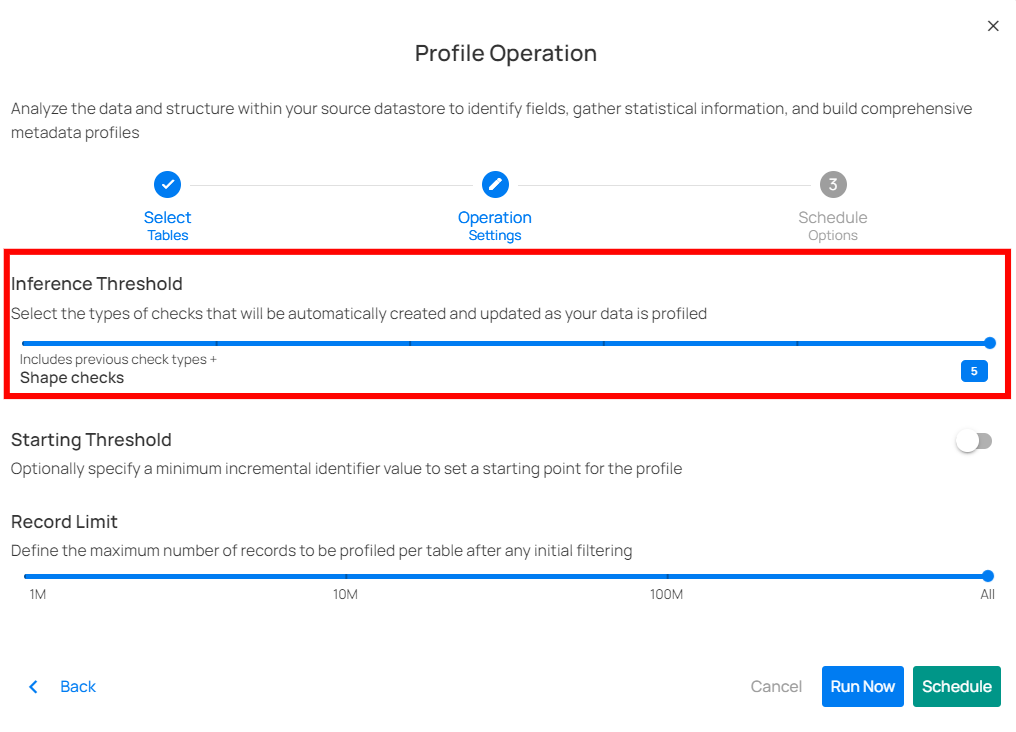 Profile Operation
Analyze the data and structure within your source datastore to identify fields, gather statistical information, and build comprehensive
metadata profiles
3
Select
Tables
Operation
Settings
Schedule
Options
Inference Threshold
Select the types of checks that will be automatically created and updated as your data is profiled
Includes previous check types +
Shape checks
5
Starting Threshold
Optionally specify a minimum incremental identifier value to set a starting point for the profile
Record Limit
Define the maximum number of records to be profiled per table after any initial filtering
1M 10M 100M All
Back Cancel Run Now Schedule